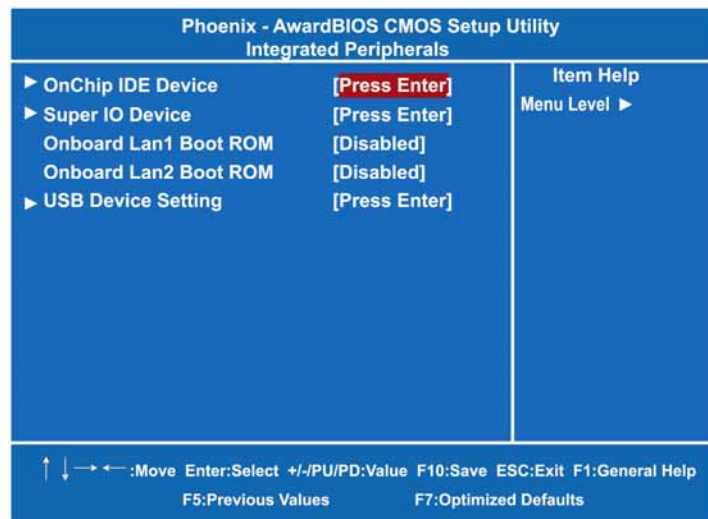 Phoenix - AwardBIOS CMOS Setup Utility
Integrated Peripherals
▶ OnChip IDE Device [Press Enter]
▶ Super IO Device [Press Enter]
Onboard Lan1 Boot ROM [Disabled]
Onboard Lan2 Boot ROM [Disabled]
▶ USB Device Setting [Press Enter]
Item Help
Menu Level ▶
↑ ↓ → ← :Move Enter:Select +/-/PU/PD:Value F10:Save ESC:Exit F1:General Help
F5:Previous Values F7:Optimized Defaults